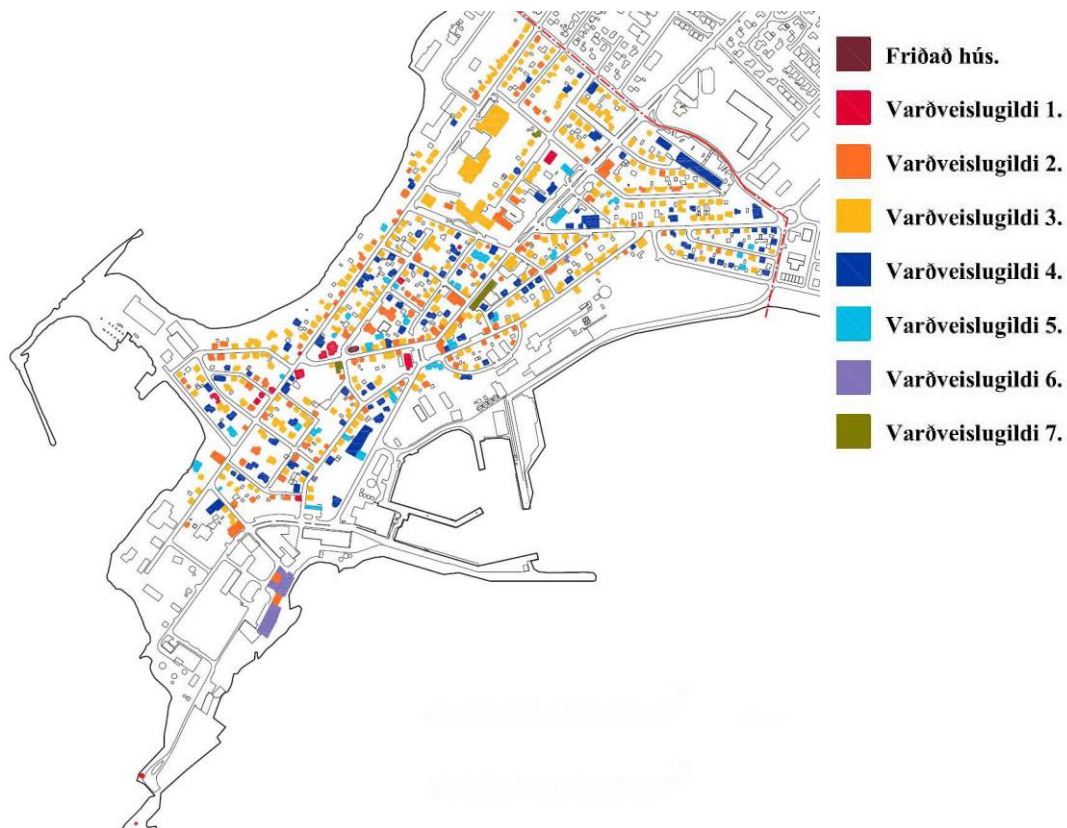 Friðað hús.
Varðveislugildi 1.
Varðveislugildi 2.
Varðveislugildi 3.
Varðveislugildi 4.
Varðveislugildi 5.
Varðveislugildi 6.
Varðveislugildi 7.